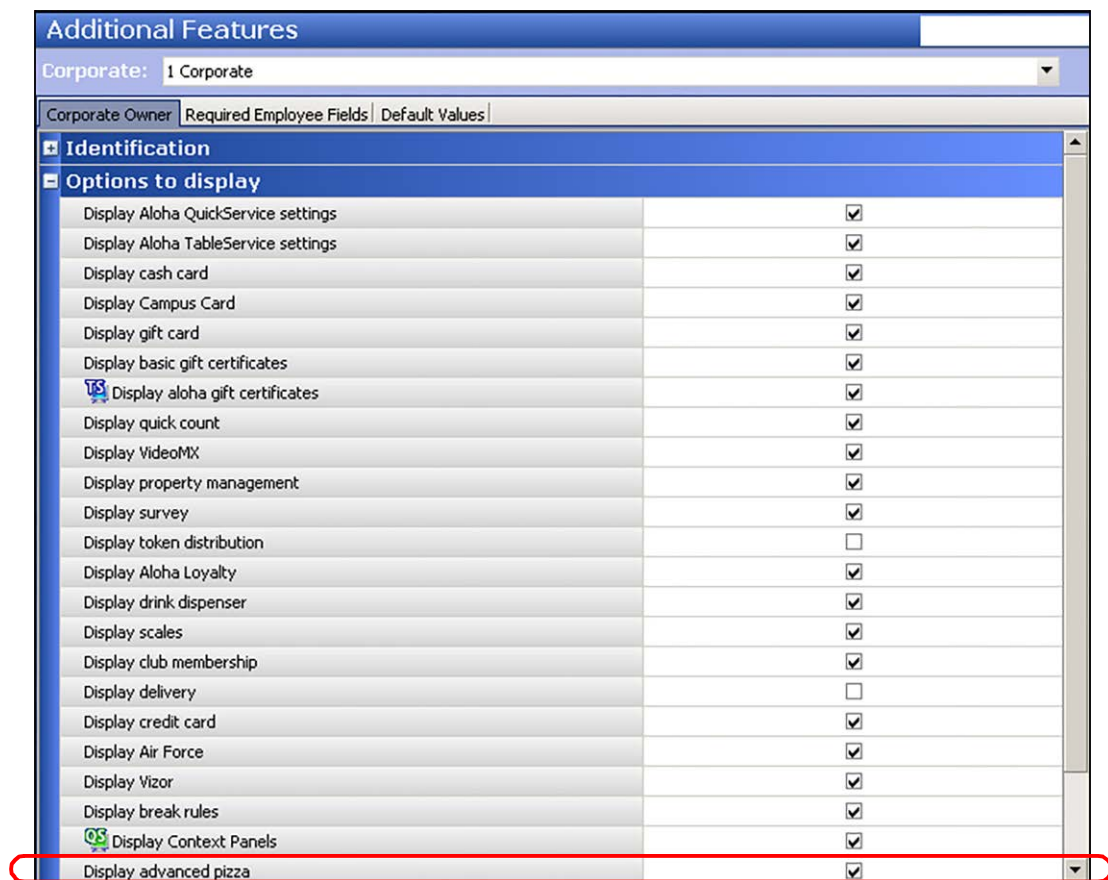 Additional Features
Corporate: 1 Corporate
Corporate Owner Required Employee Fields Default Values
Identification
Options to display
Display Aloha QuickService settings
Display Aloha TableService settings
Display cash card
Display Campus Card
Display gift card
Display basic gift certificates
TS Display aloha gift certificates
Display quick count
Display VideoMX
Display property management
Display survey
Display token distribution
Display Aloha Loyalty
Display drink dispenser
Display scales
Display club membership
Display delivery
Display credit card
Display Air Force
Display Vizor
Display break rules
QS Display Context Panels
Display advanced pizza